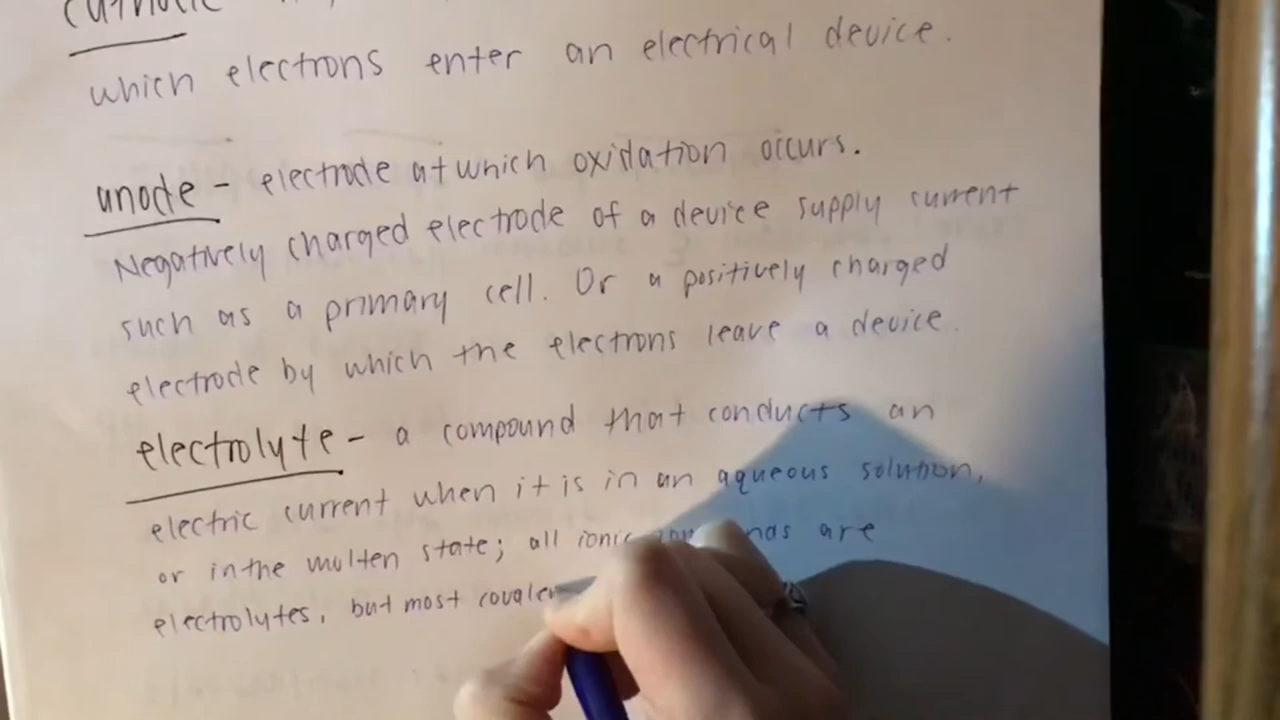 cathode
which electrons enter an electrical device.
anode - electrode at which oxidation occurs.
Negatively charged electrode of a device supply current
such as a primary cell. Or a positively charged
electrode by which the electrons leave a device.
electrolyte - a compound that conducts an
electric current when it is in an aqueous solution,
or in the molten state; all ionic are
electrolytes, but most